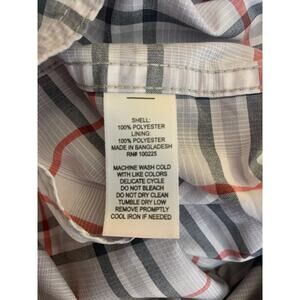 SHELL:
100% POLYESTER
LINING:
100% POLYESTER
MADE IN BANGLADESH
RN# 100225
MACHINE WASH COLD
WITH LIKE COLORS
DELICATE CYCLE
DO NOT BLEACH
DO NOT DRY CLEAN
TUMBLE DRY LOW
REMOVE PROMPTLY
COOL IRON IF NEEDED